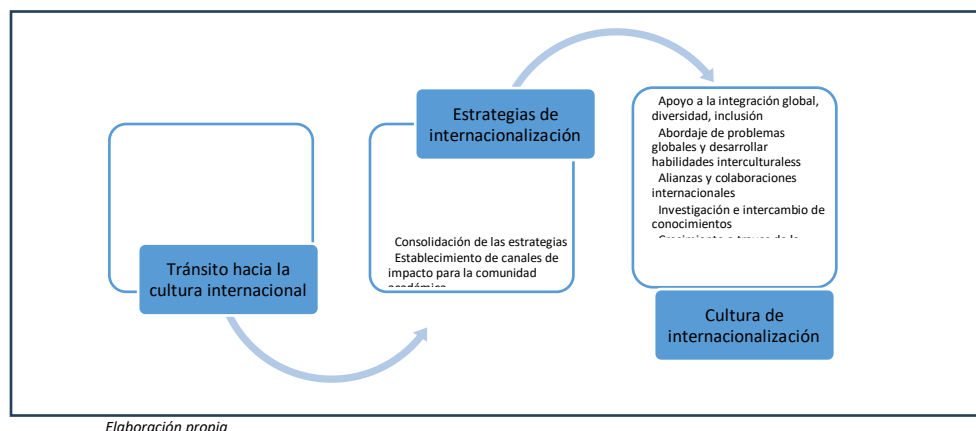 Tránsito hacia la
cultura internacional
Estrategias de
internacionalización
Consolidación de las estrategias
Establecimiento de canales de
impacto para la comunidad
académica
Apoyo a la integración global,
diversidad, inclusión
Abordaje de problemas
globales y desarrollar
habilidades interculturaless
Alianzas y colaboraciones
internacionales
Investigación e intercambio de
conocimientos
Cultura de
internacionalización
Elaboración propia